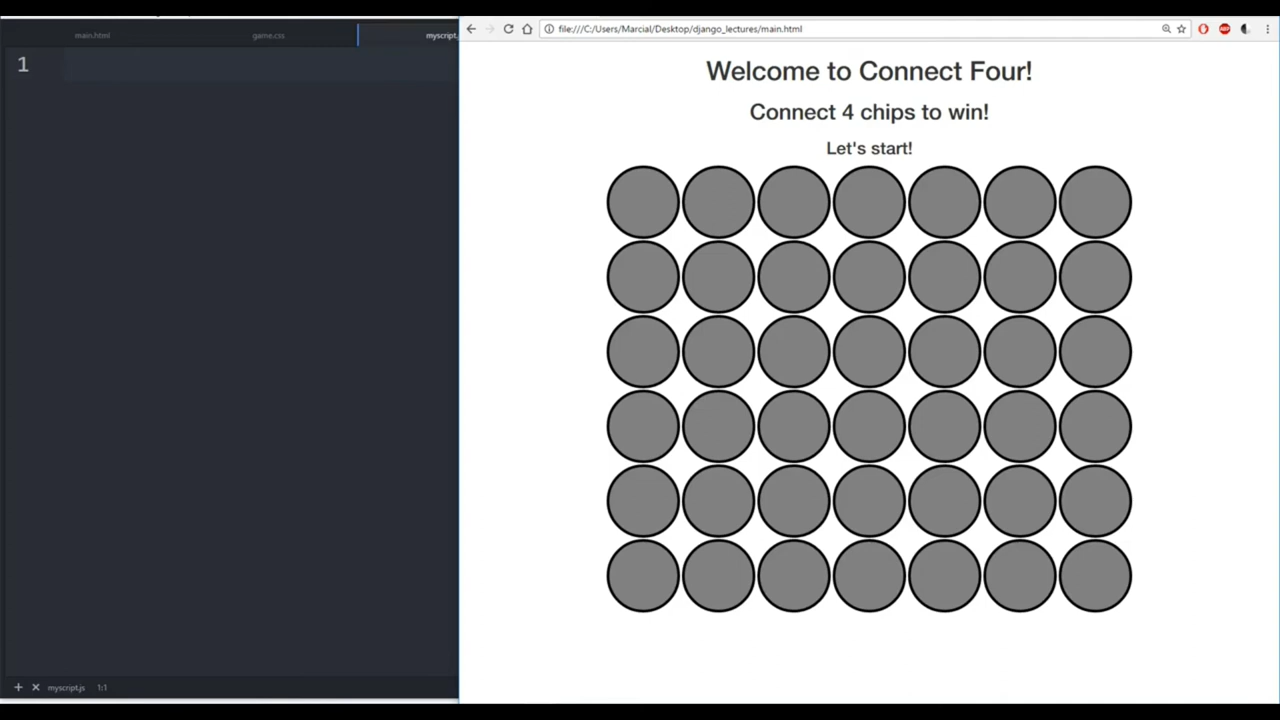 main.html
game.css
myscript.
file:///C:/Users/Marcial/Desktop/django_lectures/main.html
1
Welcome to Connect Four!
Connect 4 chips to win!
Let's start!
myscript.js 1:1